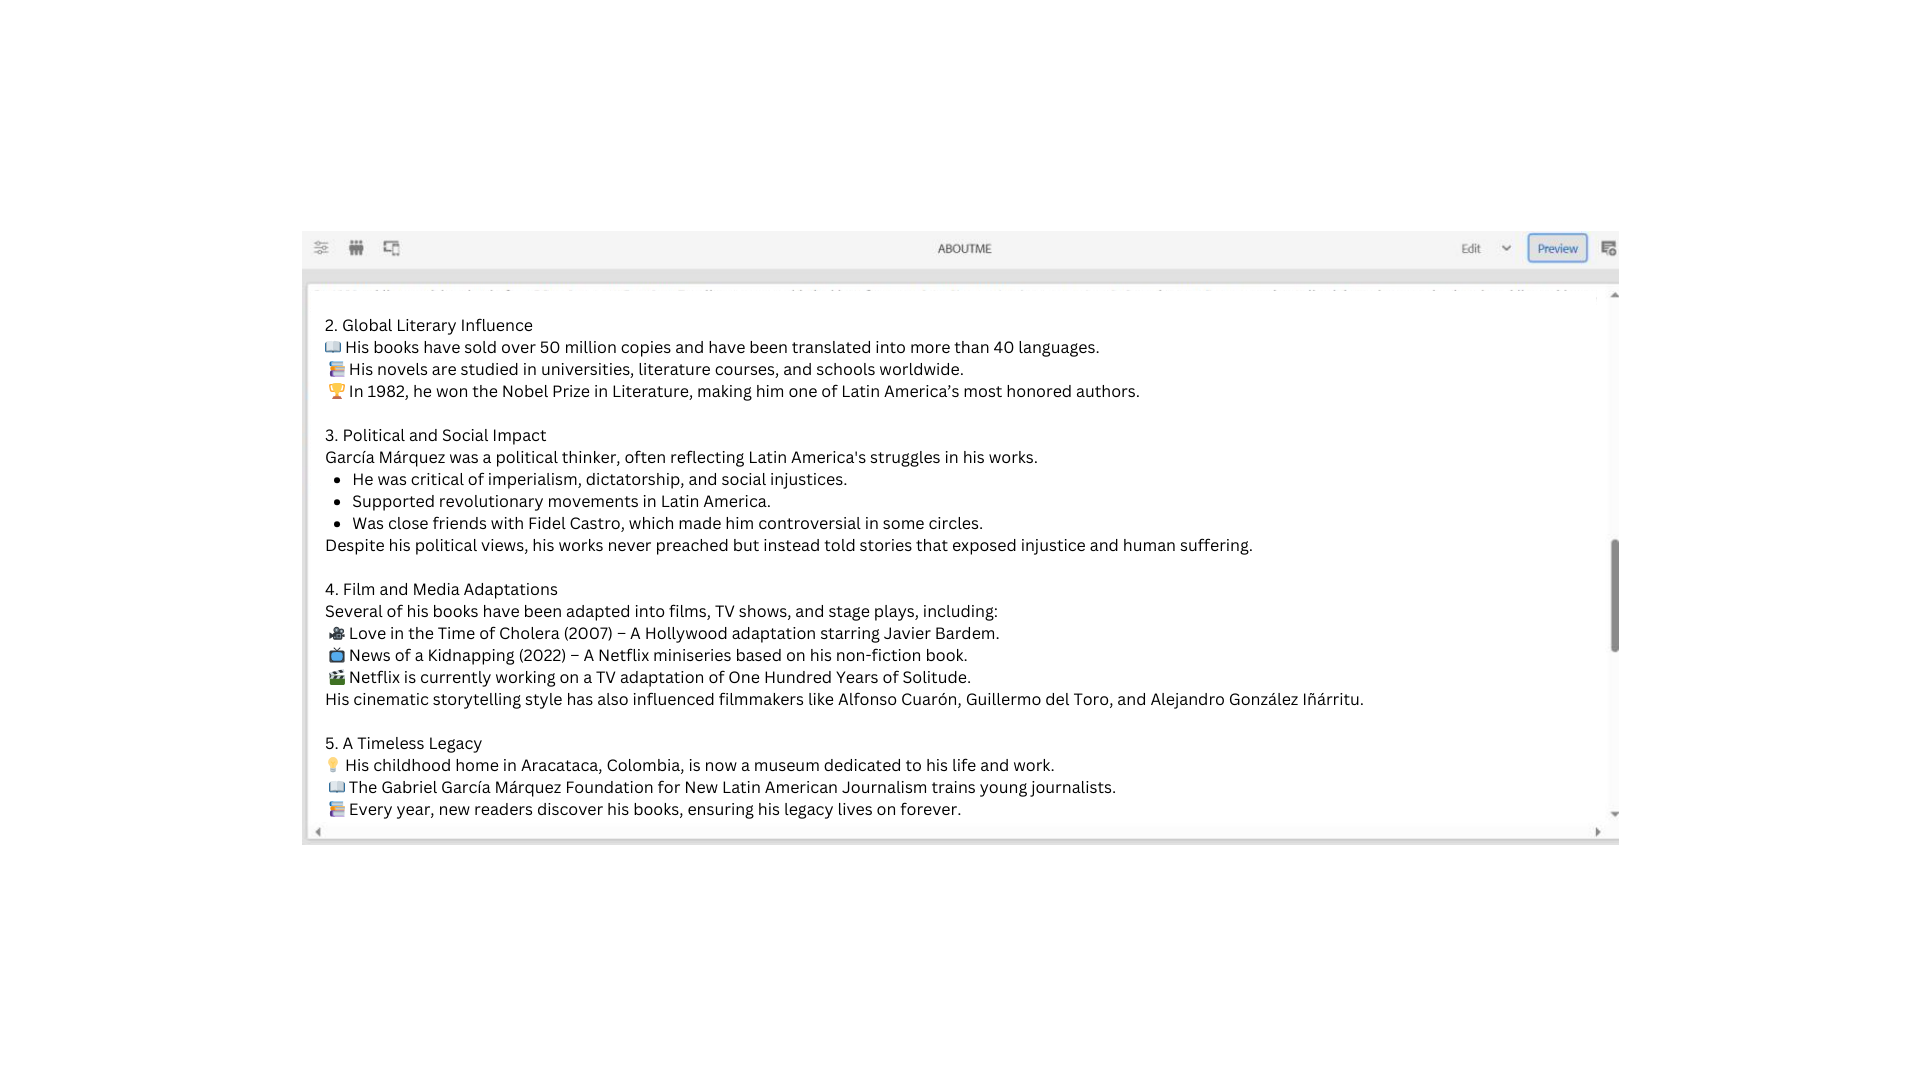 ABOUTME
Edit
Preview
2. Global Literary Influence
📖 His books have sold over 50 million copies and have been translated into more than 40 languages.
📚 His novels are studied in universities, literature courses, and schools worldwide.
🏆 In 1982, he won the Nobel Prize in Literature, making him one of Latin America’s most honored authors.
3. Political and Social Impact
García Márquez was a political thinker, often reflecting Latin America's struggles in his works.
• He was critical of imperialism, dictatorship, and social injustices.
• Supported revolutionary movements in Latin America.
• Was close friends with Fidel Castro, which made him controversial in some circles.
Despite his political views, his works never preached but instead told stories that exposed injustice and human suffering.
4. Film and Media Adaptations
Several of his books have been adapted into films, TV shows, and stage plays, including:
🎥 Love in the Time of Cholera (2007) – A Hollywood adaptation starring Javier Bardem.
📺 News of a Kidnapping (2022) – A Netflix miniseries based on his non-fiction book.
🎬 Netflix is currently working on a TV adaptation of One Hundred Years of Solitude.
His cinematic storytelling style has also influenced filmmakers like Alfonso Cuarón, Guillermo del Toro, and Alejandro González Iñárritu.
5. A Timeless Legacy
💡 His childhood home in Aracataca, Colombia, is now a museum dedicated to his life and work.
📖 The Gabriel García Márquez Foundation for New Latin American Journalism trains young journalists.
📚 Every year, new readers discover his books, ensuring his legacy lives on forever.